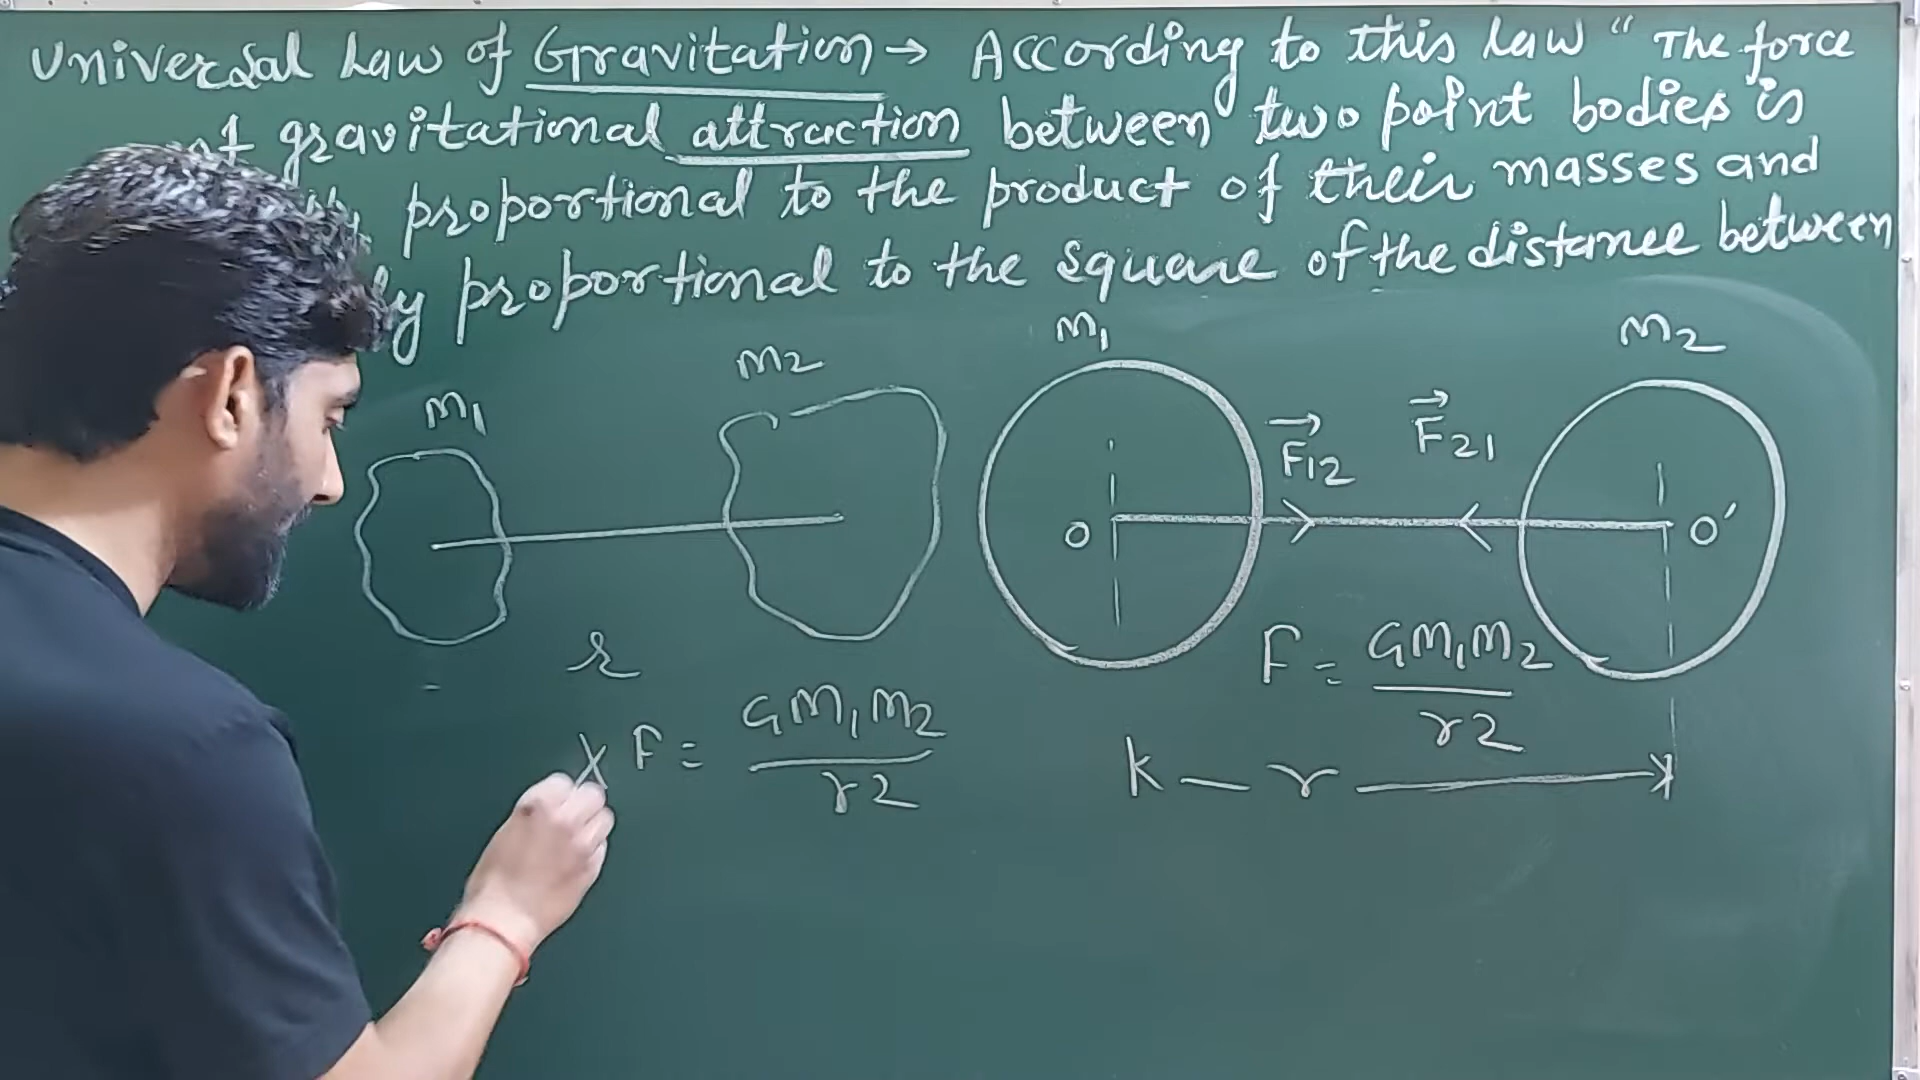 Universal Law of Gravitation → According to this law " The force
of gravitational attraction between two point bodies is
proportional to the product of their masses and
ly proportional to the square of the distance between
M1
M2
r
X F = GM1M2
r2
M1
M2
F12
F21
O
O'
F = GM1M2
r2
k — r